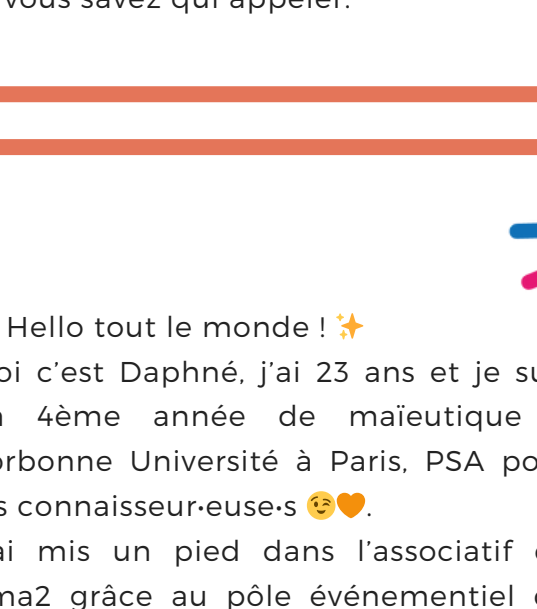 vous savez qui appeler.
Hello tout le monde ! ✨
oi c’est Daphné, j’ai 23 ans et je su
4ème année de maïeutique
orbonne Université à Paris, PSA po
s connaisseur•euse•s 😉🧡.
ai mis un pied dans l’associatif
ma2 grâce au pôle événementiel